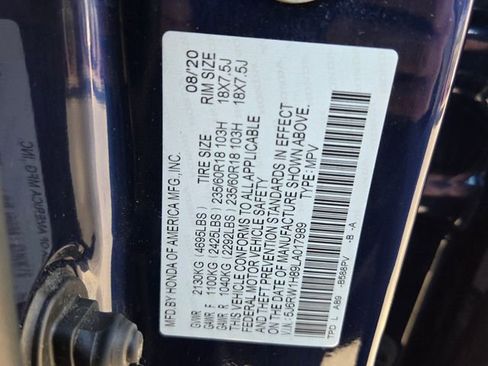 MFD.BY HONDA OF AMERICA MFG.,INC. 08/20
TIRE SIZE RIM SIZE
GVWR 2130KG (4695LBS)
GAWR F 1100KG (2425LBS) 235/60R18 103H 18X7.5J
GAWR R 1040KG (2292LBS) 235/60R18 103H 18X7.5J
THIS VEHICLE CONFORMS TO ALL APPLICABLE
FEDERAL MOTOR VEHICLE SAFETY
AND THEFT PREVENTION STANDARDS IN EFFECT
ON THE DATE OF MANUFACTURE SHOWN ABOVE.
V.I.N.:5J6RW1H89LA017989 TYPE:MPV
TPD L A89 -B588PV -B -A